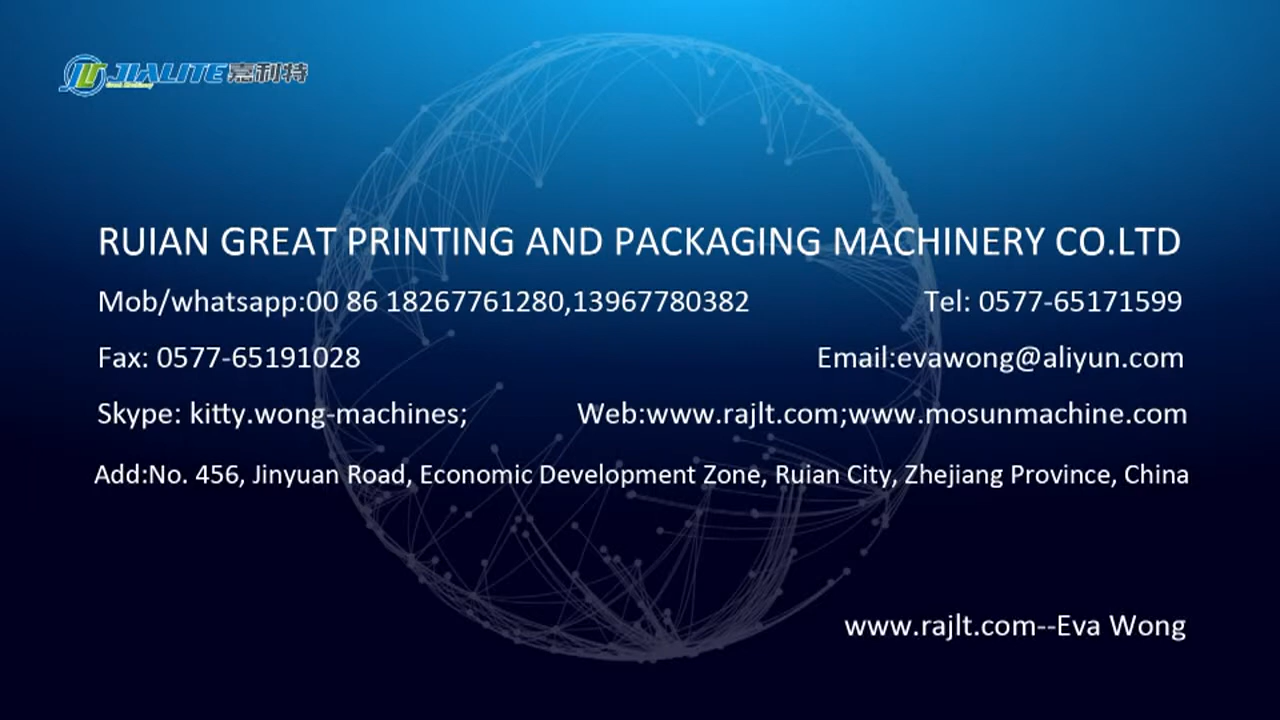 JIALITE嘉利特
Great Machinery
RUIAN GREAT PRINTING AND PACKAGING MACHINERY CO.LTD
Mob/whatsapp:00 86 18267761280,13967780382 Tel: 0577-65171599
Fax: 0577-65191028 Email:evawong@aliyun.com
Skype: kitty.wong-machines; Web:www.rajlt.com;www.mosunmachine.com
Add:No. 456, Jinyuan Road, Economic Development Zone, Ruian City, Zhejiang Province, China
www.rajlt.com--Eva Wong